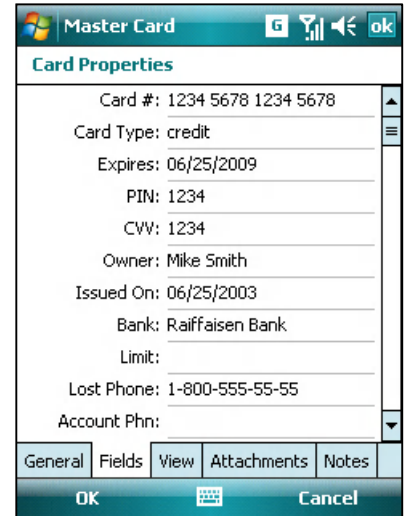 Master Card G ok
Card Properties
Card #: 1234 5678 1234 5678
Card Type: credit
Expires: 06/25/2009
PIN: 1234
CVV: 1234
Owner: Mike Smith
Issued On: 06/25/2003
Bank: Raiffaisen Bank
Limit:
Lost Phone: 1-800-555-55-55
Account Phn:
General Fields View Attachments Notes
OK Cancel